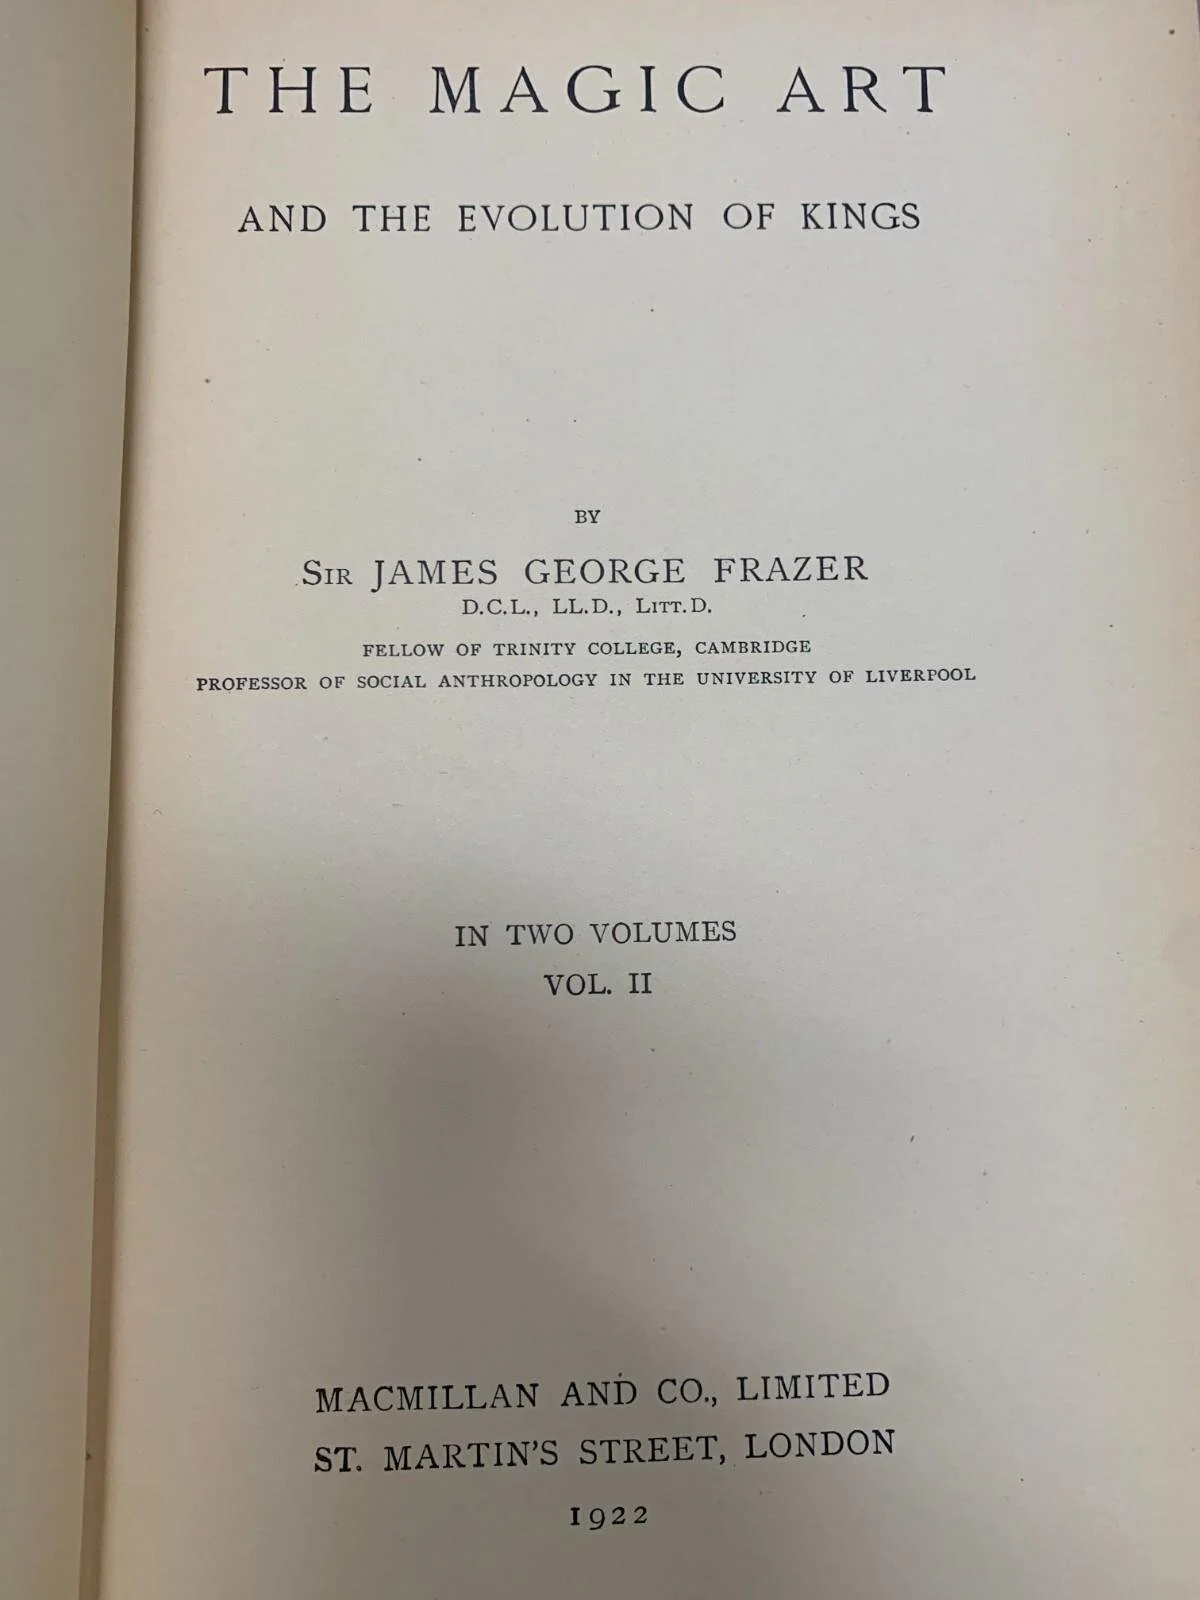 THE MAGIC ART
AND THE EVOLUTION OF KINGS
BY
SIR JAMES GEORGE FRAZER
D.C.L., LL.D., LITT.D.
FELLOW OF TRINITY COLLEGE, CAMBRIDGE
PROFESSOR OF SOCIAL ANTHROPOLOGY IN THE UNIVERSITY OF LIVERPOOL
IN TWO VOLUMES
VOL. II
MACMILLAN AND CO., LIMITED
ST. MARTIN'S STREET, LONDON
1922